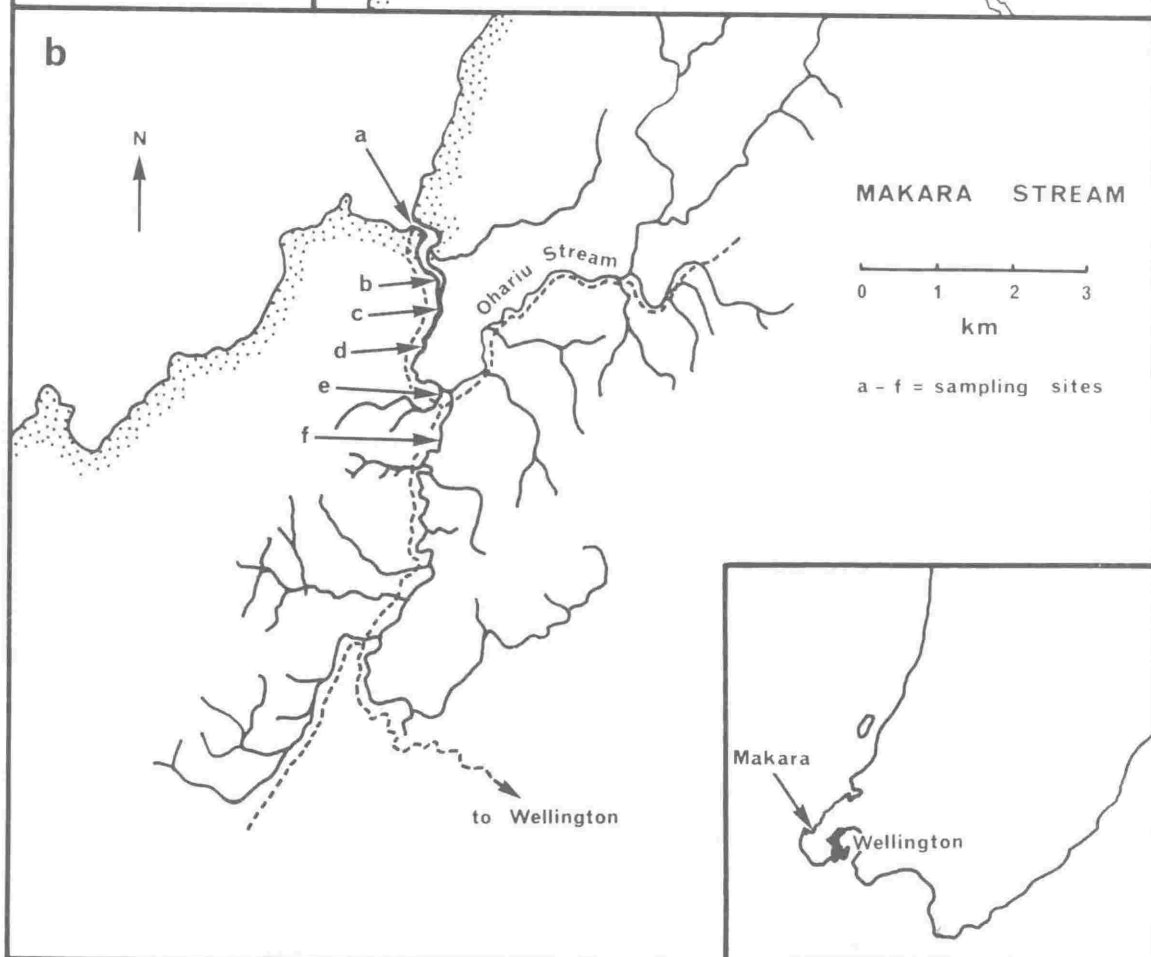 b
N
a
b
c
d
e
f
Ohariu Stream
MAKARA STREAM
0 1 2 3
km
a - f = sampling sites
to Wellington
Makara
Wellington